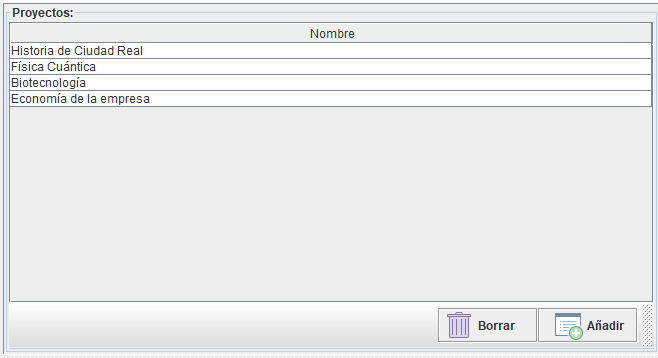 Proyectos:
Nombre
Historia de Ciudad Real
Física Cuántica
Biotecnología
Economía de la empresa
Borrar
Añadir